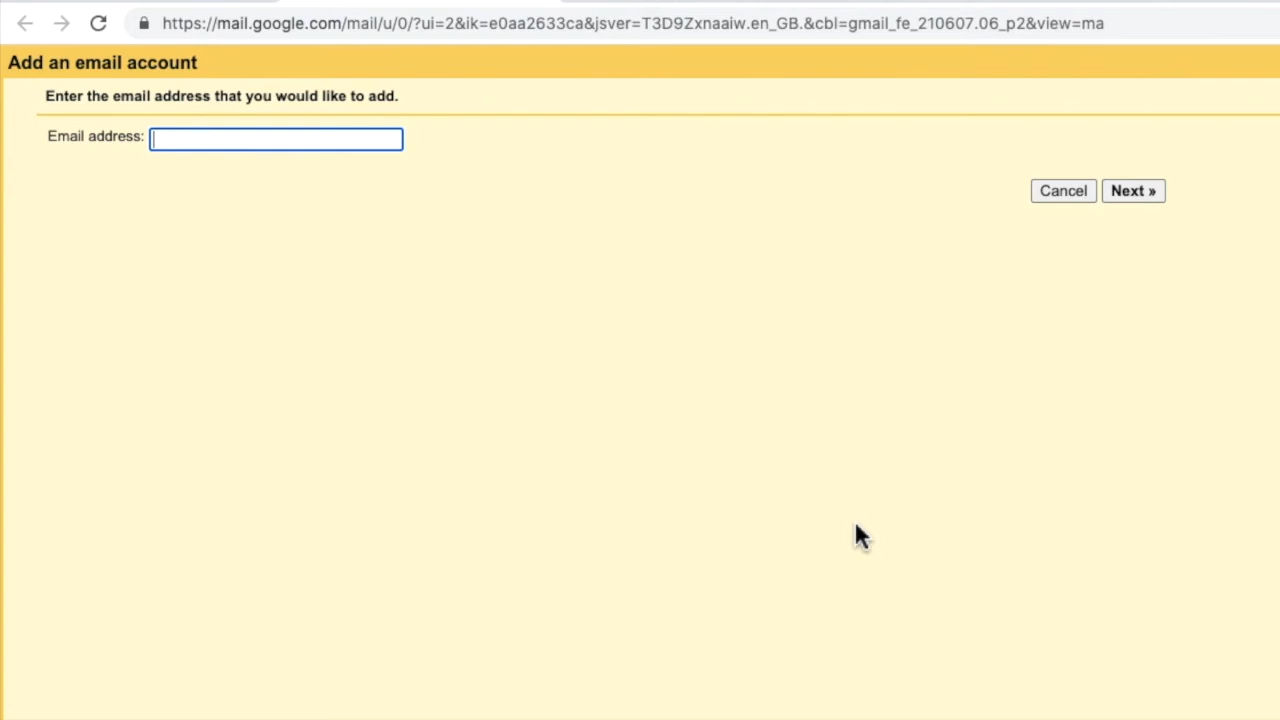 https://mail.google.com/mail/u/0/?ui=2&ik=e0aa2633ca&jsver=T3D9Zxnaaiw.en_GB.&cbl=gmail_fe_210607.06_p2&view=ma
Add an email account
Enter the email address that you would like to add.
Email address:
Cancel Next »